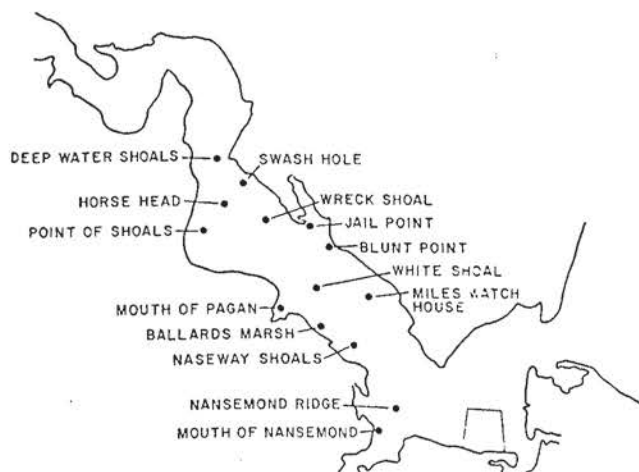 DEEP WATER SHOALS
SWASH HOLE
HORSE HEAD
WRECK SHOAL
POINT OF SHOALS
JAIL POINT
BLUNT POINT
WHITE SHOAL
MOUTH OF PAGAN
MILES WATCH
HOUSE
BALLARDS MARSH
NASEWAY SHOALS
NANSEMOND RIDGE
MOUTH OF NANSEMOND